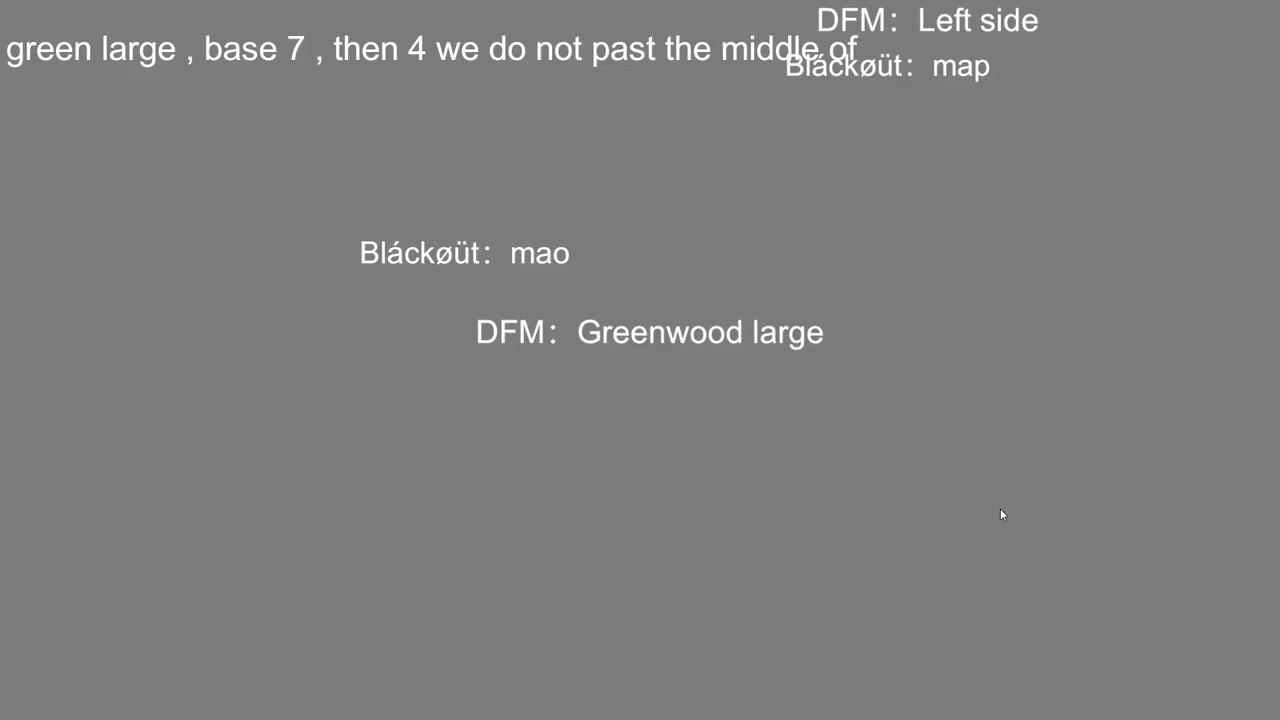 DFM： Left side
green large , base 7 , then 4 we do not past the middle of
Bláckøüt： map
Bláckøüt： mao
DFM： Greenwood large